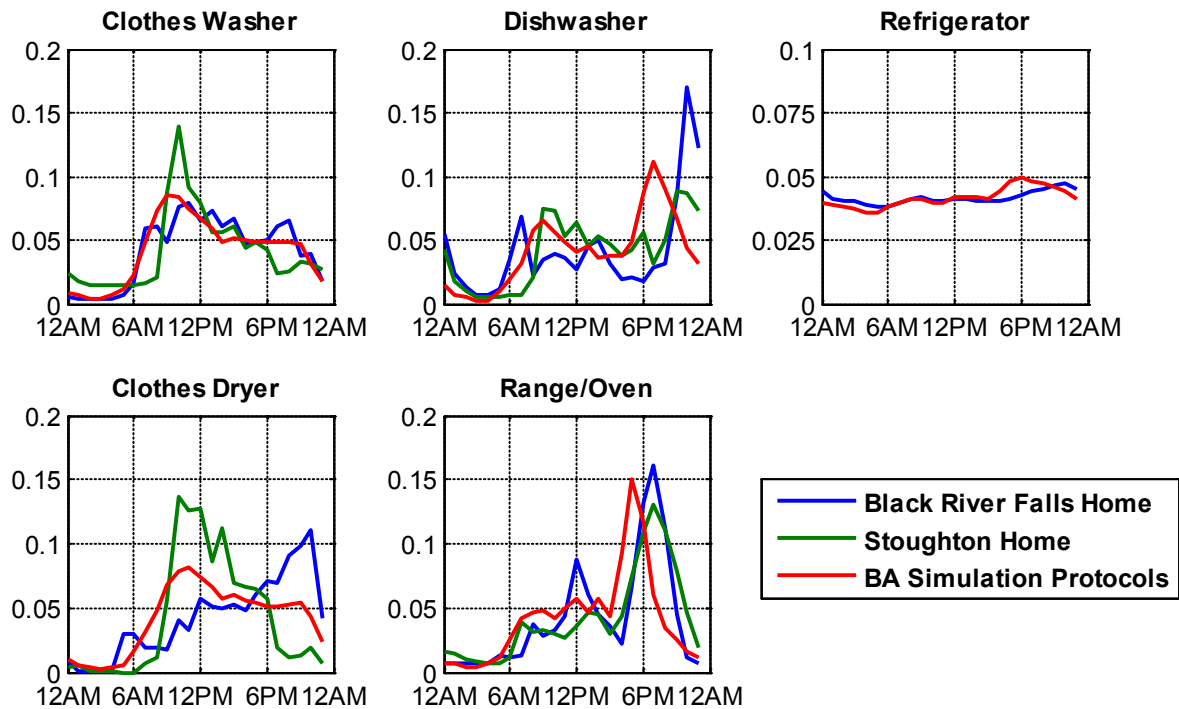 Clothes Washer
0.2
0.15
0.1
0.05
0
12AM 6AM 12PM 6PM 12AM
Dishwasher
0.2
0.15
0.1
0.05
0
12AM 6AM 12PM 6PM 12AM
Refrigerator
0.1
0.075
0.05
0.025
0
12AM 6AM 12PM 6PM 12AM
Clothes Dryer
0.2
0.15
0.1
0.05
0
12AM 6AM 12PM 6PM 12AM
Range/Oven
0.2
0.15
0.1
0.05
0
12AM 6AM 12PM 6PM 12AM
Black River Falls Home
Stoughton Home
BA Simulation Protocols